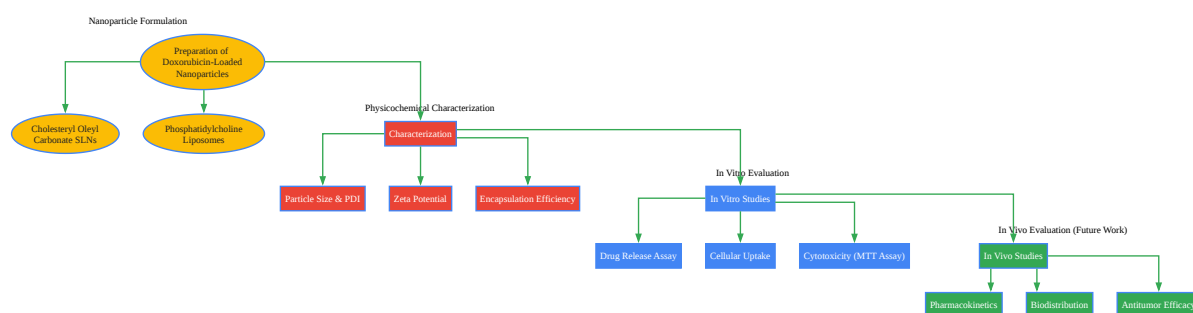 Nanoparticle Formulation
Preparation of
Doxorubicin-Loaded
Nanoparticles
Cholesteryl Oleyl
Carbonate SLNs
Phosphatidylcholine
Liposomes
Physicochemical Characterization
Characterization
Particle Size & PDI
Zeta Potential
Encapsulation Efficiency
In Vitro Evaluation
In Vitro Studies
Drug Release Assay
Cellular Uptake
Cytotoxicity (MTT Assay)
In Vivo Evaluation (Future Work)
In Vivo Studies
Pharmacokinetics
Biodistribution
Antitumor Efficacy